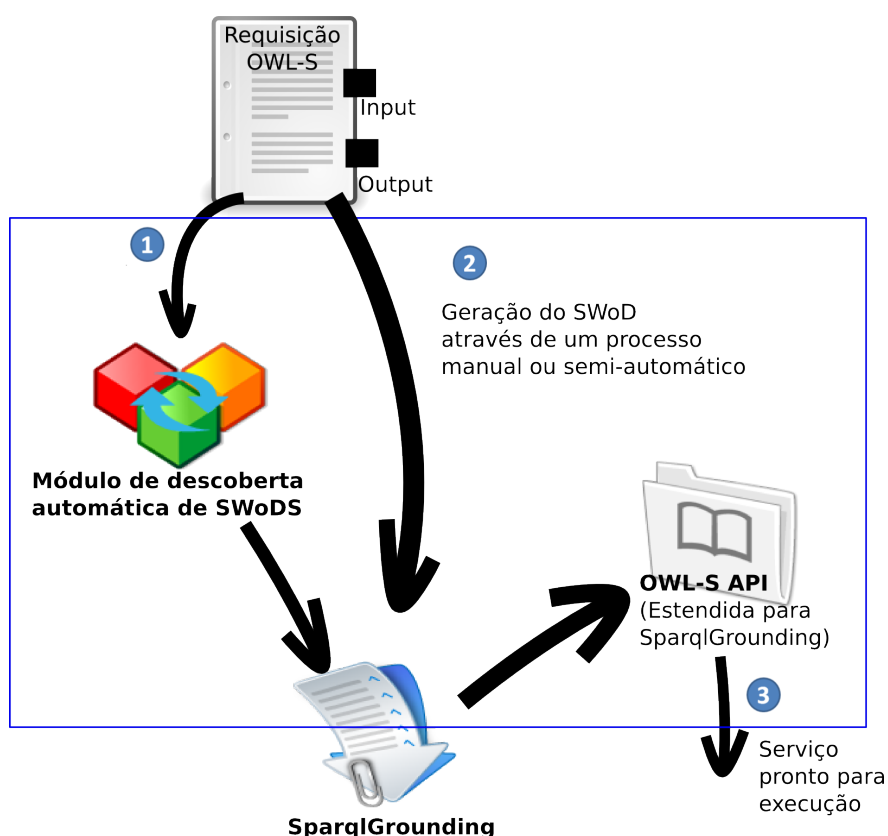 Requisição
OWL-S
Input
Output
1
2
Geração do SWoD
através de um processo
manual ou semi-automático
Módulo de descoberta
automática de SWoDS
OWL-S API
(Estendida para
SparqlGrounding)
3
Serviço
pronto para
execução
SparqlGrounding